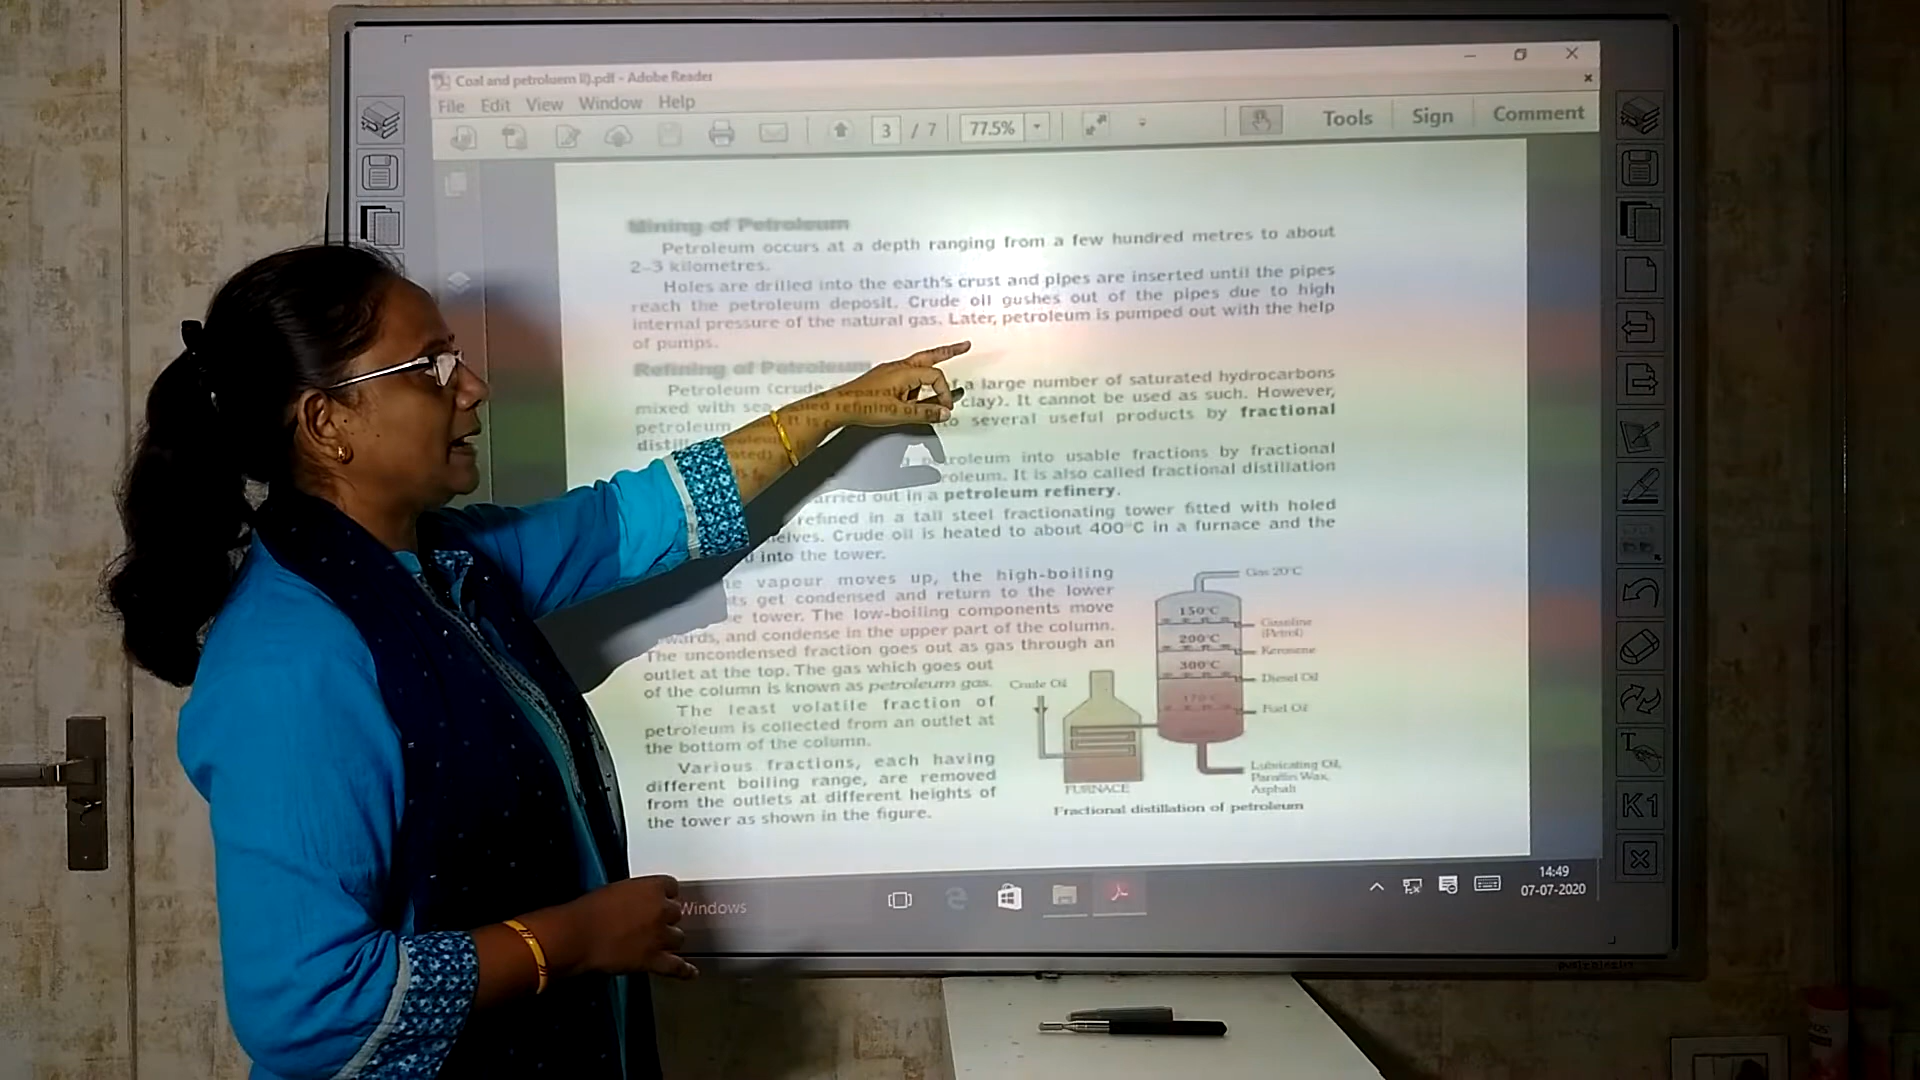 Coal and petroluem II).pdf - Adobe Reader
File Edit View Window Help
3 / 7 77.5% Tools Sign Comment
Mining of Petroleum
Petroleum occurs at a depth ranging from a few hundred metres to about
2-3 kilometres.
Holes are drilled into the earth's crust and pipes are inserted until the pipes
reach the petroleum deposit. Crude oil gushes out of the pipes due to high
internal pressure of the natural gas. Later, petroleum is pumped out with the help
of pumps.
Refining of Petroleum
Petroleum (crude a large number of saturated hydrocarbons
mixed with sea clay). It cannot be used as such. However,
petroleum several useful products by fractional
petroleum into usable fractions by fractional
It is also called fractional distillation
carried out in a petroleum refinery.
refined in a tall steel fractionating tower fitted with holed
Crude oil is heated to about 400°C in a furnace and the
into the tower.
vapour moves up, the high-boiling
get condensed and return to the lower
tower. The low-boiling components move
and condense in the upper part of the column.
The uncondensed fraction goes out as gas through an
outlet at the top. The gas which goes out
of the column is known as petroleum gas.
The least volatile fraction of
petroleum is collected from an outlet at
the bottom of the column.
Various fractions, each having
different boiling range, are removed
from the outlets at different heights of
the tower as shown in the figure.
Gas 20°C
150°C
Gasoline
(Petrol)
200°C
Kerosene
300°C
Diesel Oil
Fuel Oil
Crude Oil
Lubricating Oil,
Paraffin Wax,
Asphalt
FURNACE
Fractional distillation of petroleum
Windows
14:49
07-07-2020
K1